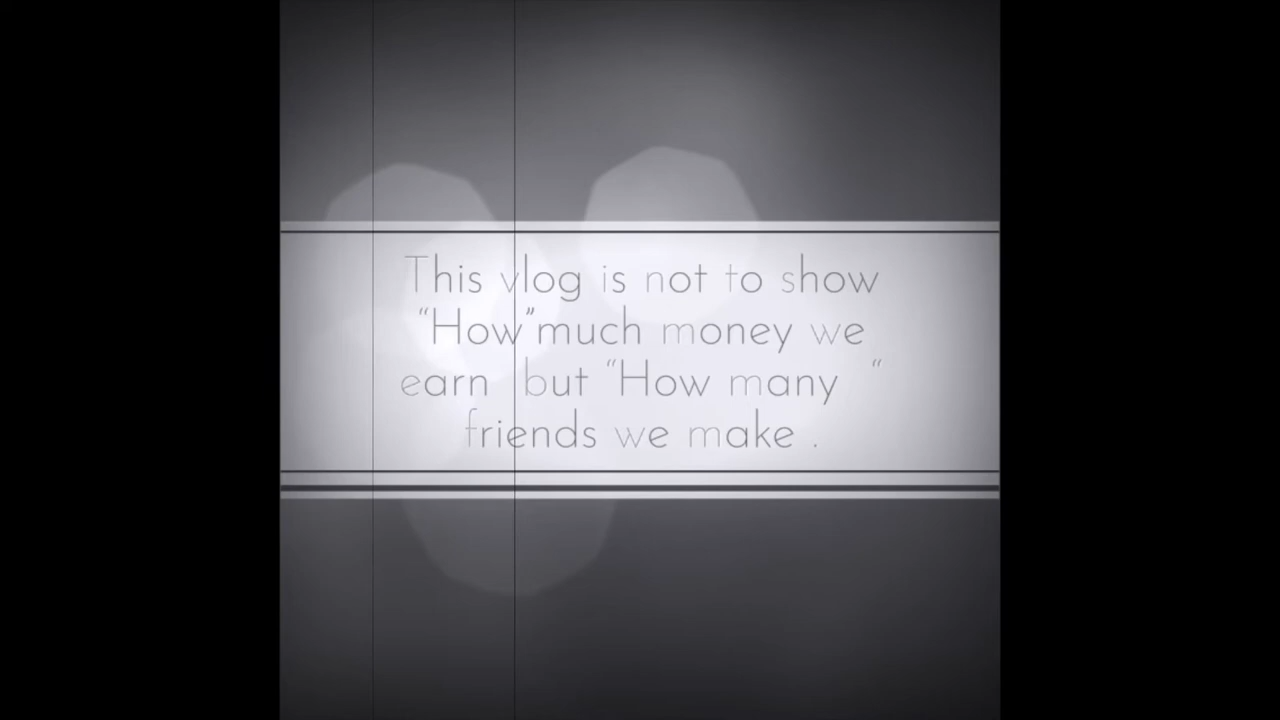 This vlog is not to show
“How”much money we
earn but “How many “
friends we make .